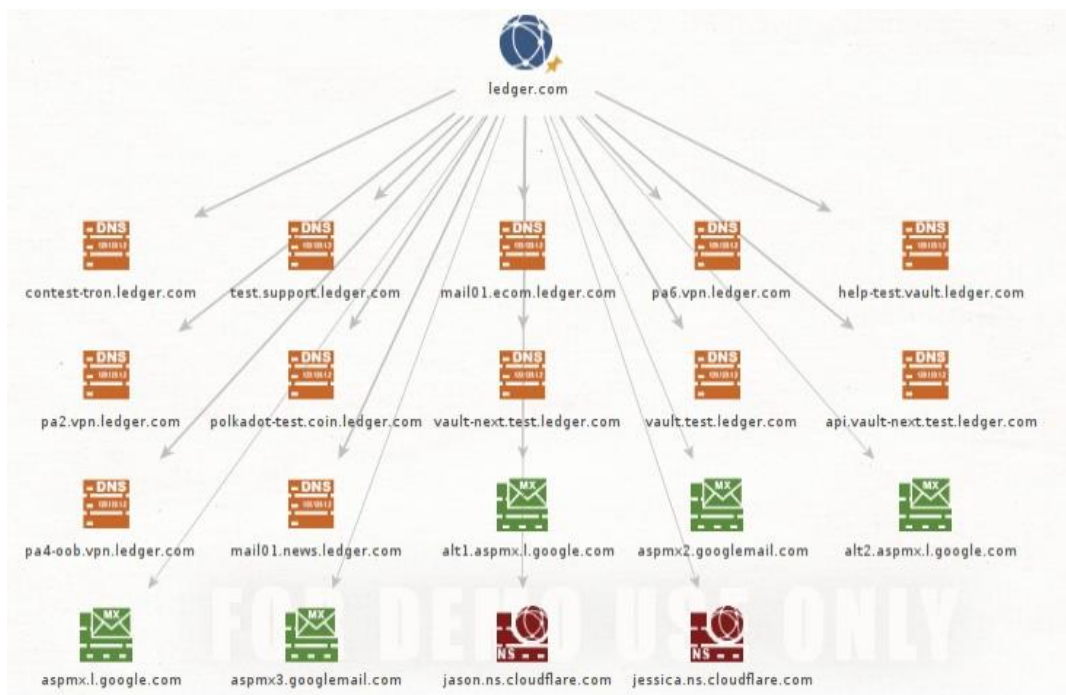 ledger.com
DNS DNS DNS DNS DNS
contest-tron.ledger.com test.support.ledger.com mail01.ecom.ledger.com pa6.vpn.ledger.com help-test.vault.ledger.com
DNS DNS DNS DNS DNS
pa2.vpn.ledger.com polkadot-test.coin.ledger.com vault-next.test.ledger.com vault.test.ledger.com api.vault-next.test.ledger.com
DNS DNS MX MX MX
pa4-oob.vpn.ledger.com mail01.news.ledger.com alt1.aspmx.l.google.com aspmx2.googlemail.com alt2.aspmx.l.google.com
FOR DEMO USE ONLY
MX MX NS NS
aspmx.l.google.com aspmx3.googlemail.com jason.ns.cloudflare.com jessica.ns.cloudflare.com